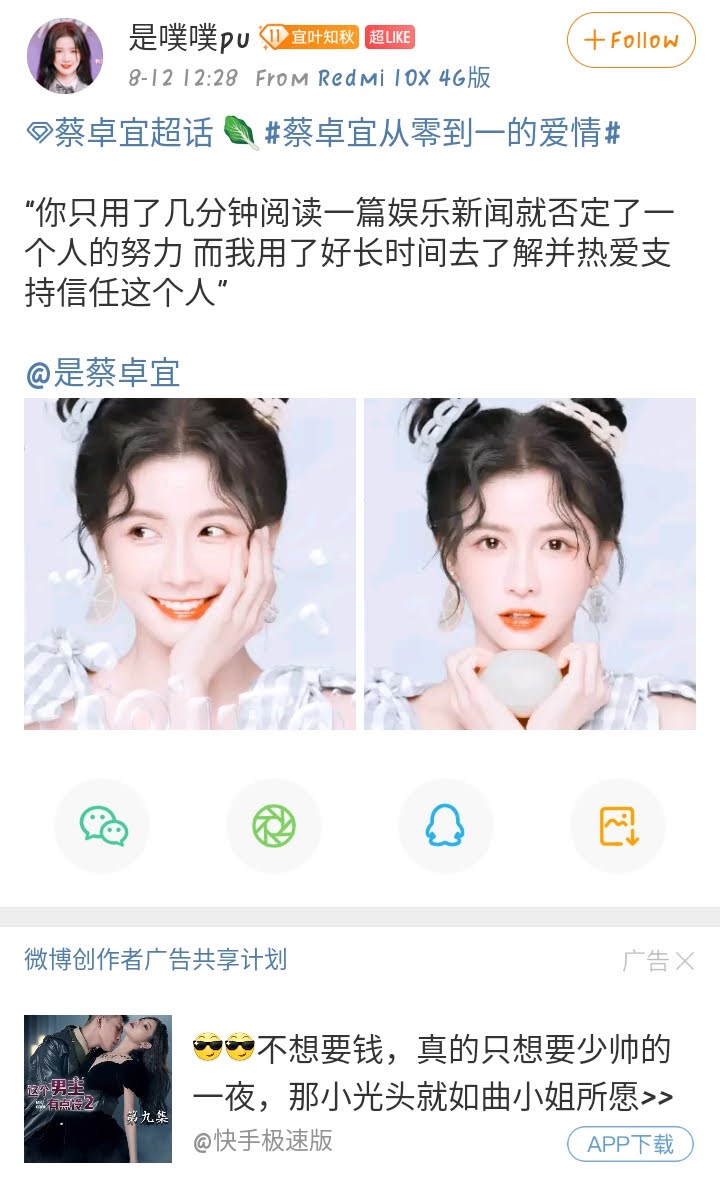 是噗噗pu 11 宜叶知秋 超LIKE
+Follow
8-12 12:28 From Redmi 10X 4G版
蔡卓宜超话 #蔡卓宜从零到一的爱情#
“你只用了几分钟阅读一篇娱乐新闻就否定了一
个人的努力 而我用了好长时间去了解并热爱支
持信任这个人”
@是蔡卓宜
微博创作者广告共享计划
广告
😎😎不想要钱，真的只想要少帅的
一夜，那小光头就如曲小姐所愿>>
这个男主
有点怪2
第九集
@快手极速版
APP下载